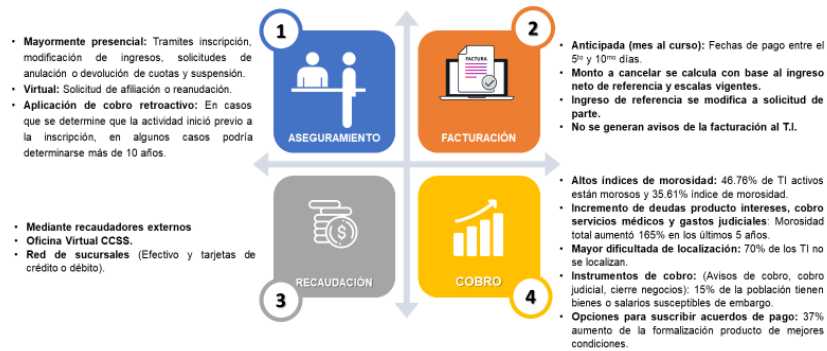 1
• Mayormente presencial: Tramites inscripción,
modificación de ingresos, solicitudes de
anulación o devolución de cuotas y suspensión.
• Virtual: Solicitud de afiliación o reanudación.
• Aplicación de cobro retroactivo: En casos
que se determine que la actividad inició previo a
la inscripción, en algunos casos podría
determinarse más de 10 años.
ASEGURAMIENTO
2
FACTURA
FACTURACIÓN
• Anticipada (mes al curso): Fechas de pago entre el
5to y 10mo días.
• Monto a cancelar se calcula con base al ingreso
neto de referencia y escalas vigentes.
• Ingreso de referencia se modifica a solicitud de
parte.
• No se generan avisos de la facturación al T.I.
• Mediante recaudadores externos
• Oficina Virtual CCSS.
• Red de sucursales (Efectivo y tarjetas de
crédito o débito).
$
RECAUDACIÓN
3
COBRO
4
• Altos índices de morosidad: 46.76% de TI activos
están morosos y 35.61% índice de morosidad.
• Incremento de deudas producto intereses, cobro
servicios médicos y gastos judiciales: Morosidad
total aumentó 165% en los últimos 5 años.
• Mayor dificultada de localización: 70% de los TI no
se localizan.
• Instrumentos de cobro: (Avisos de cobro, cobro
judicial, cierre negocios): 15% de la población tienen
bienes o salarios susceptibles de embargo.
• Opciones para suscribir acuerdos de pago: 37%
aumento de la formalización producto de mejores
condiciones.